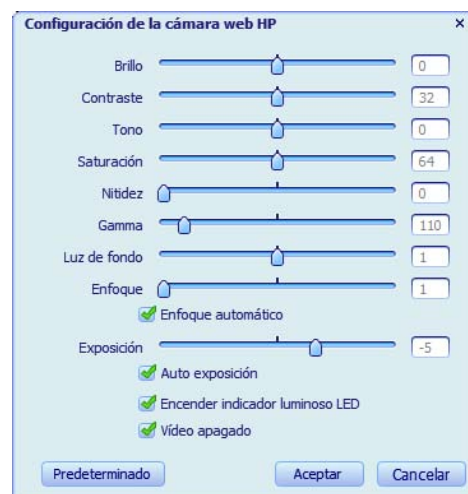 Configuración de la cámara web HP x
Brillo 0
Contraste 32
Tono 0
Saturación 64
Nitidez 0
Gamma 110
Luz de fondo 1
Enfoque 1
Enfoque automático
Exposición -5
Auto exposición
Encender indicador luminoso LED
Vídeo apagado
Predeterminado Aceptar Cancelar